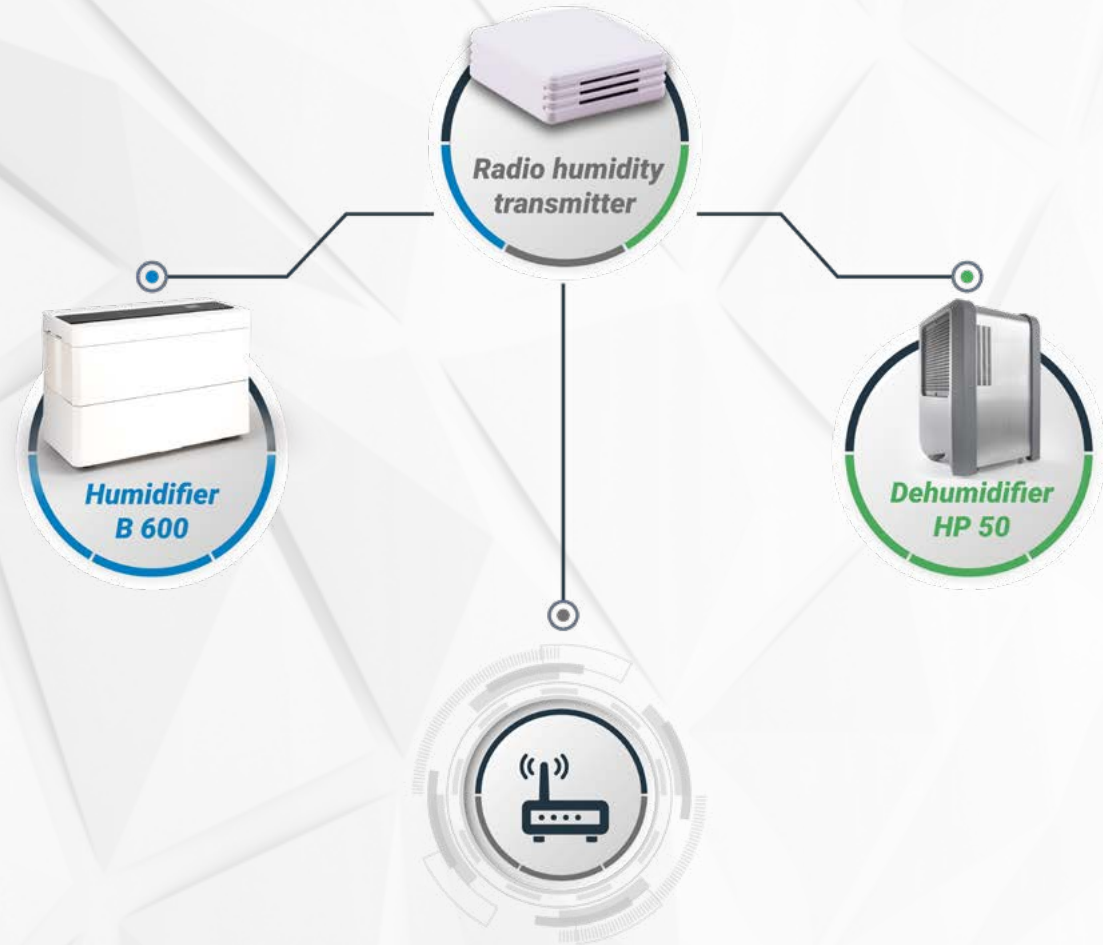 Radio humidity
transmitter
Humidifier
B 600
Dehumidifier
HP 50